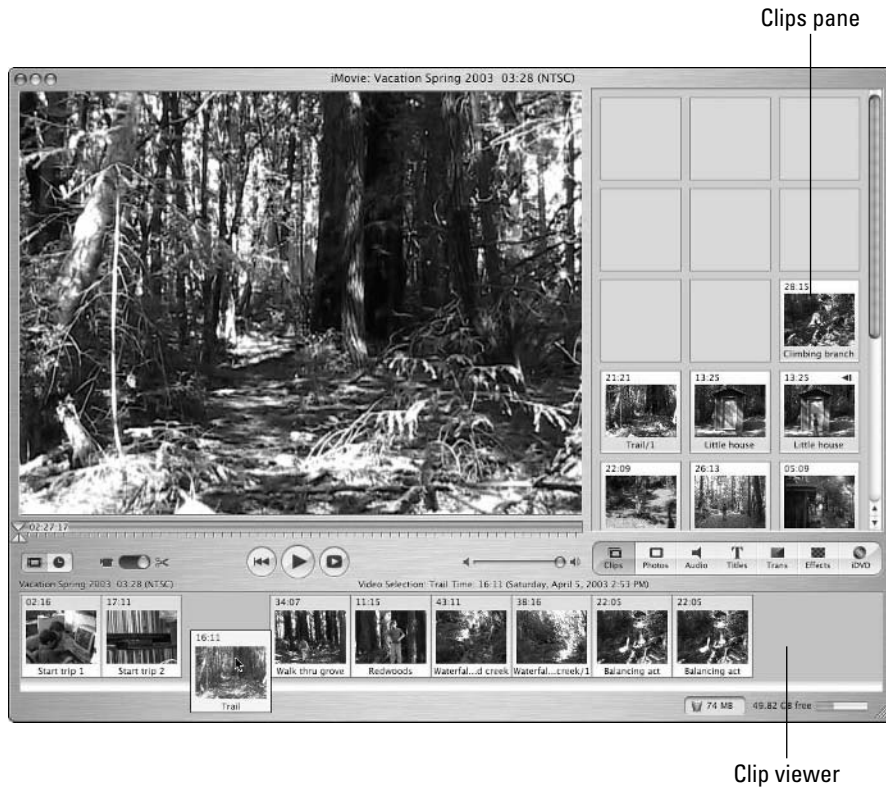 Clips pane
iMovie: Vacation Spring 2003 03:28 (NTSC)
28:15
Climbing branch
21:21
13:25
13:25
Trail/1
Little house
Little house
22:09
26:13
05:09
02:27:17
Clips
Photos
Audio
Titles
Trans
Effects
iDVD
Vacation Spring 2003 03:28 (NTSC)
Video Selection: Trail Time: 16:11 (Saturday, April 5, 2003 2:53 PM)
02:16
17:11
16:11
34:07
11:15
43:11
38:16
22:05
22:05
Start trip 1
Start trip 2
Trail
Walk thru grove
Redwoods
Waterfal...d creek
Waterfal...creek/1
Balancing act
Balancing act
74 MB
49.82 GB free
Clip viewer